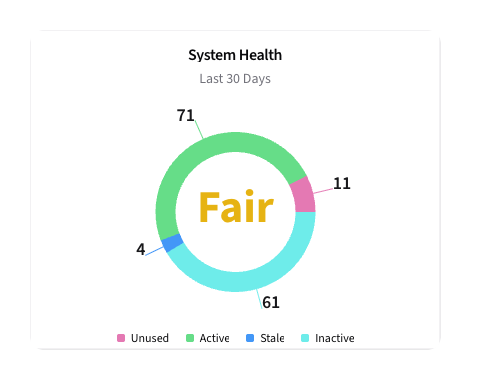 System Health
Last 30 Days
71
11
Fair
4
61
Unused Active Stale Inactive